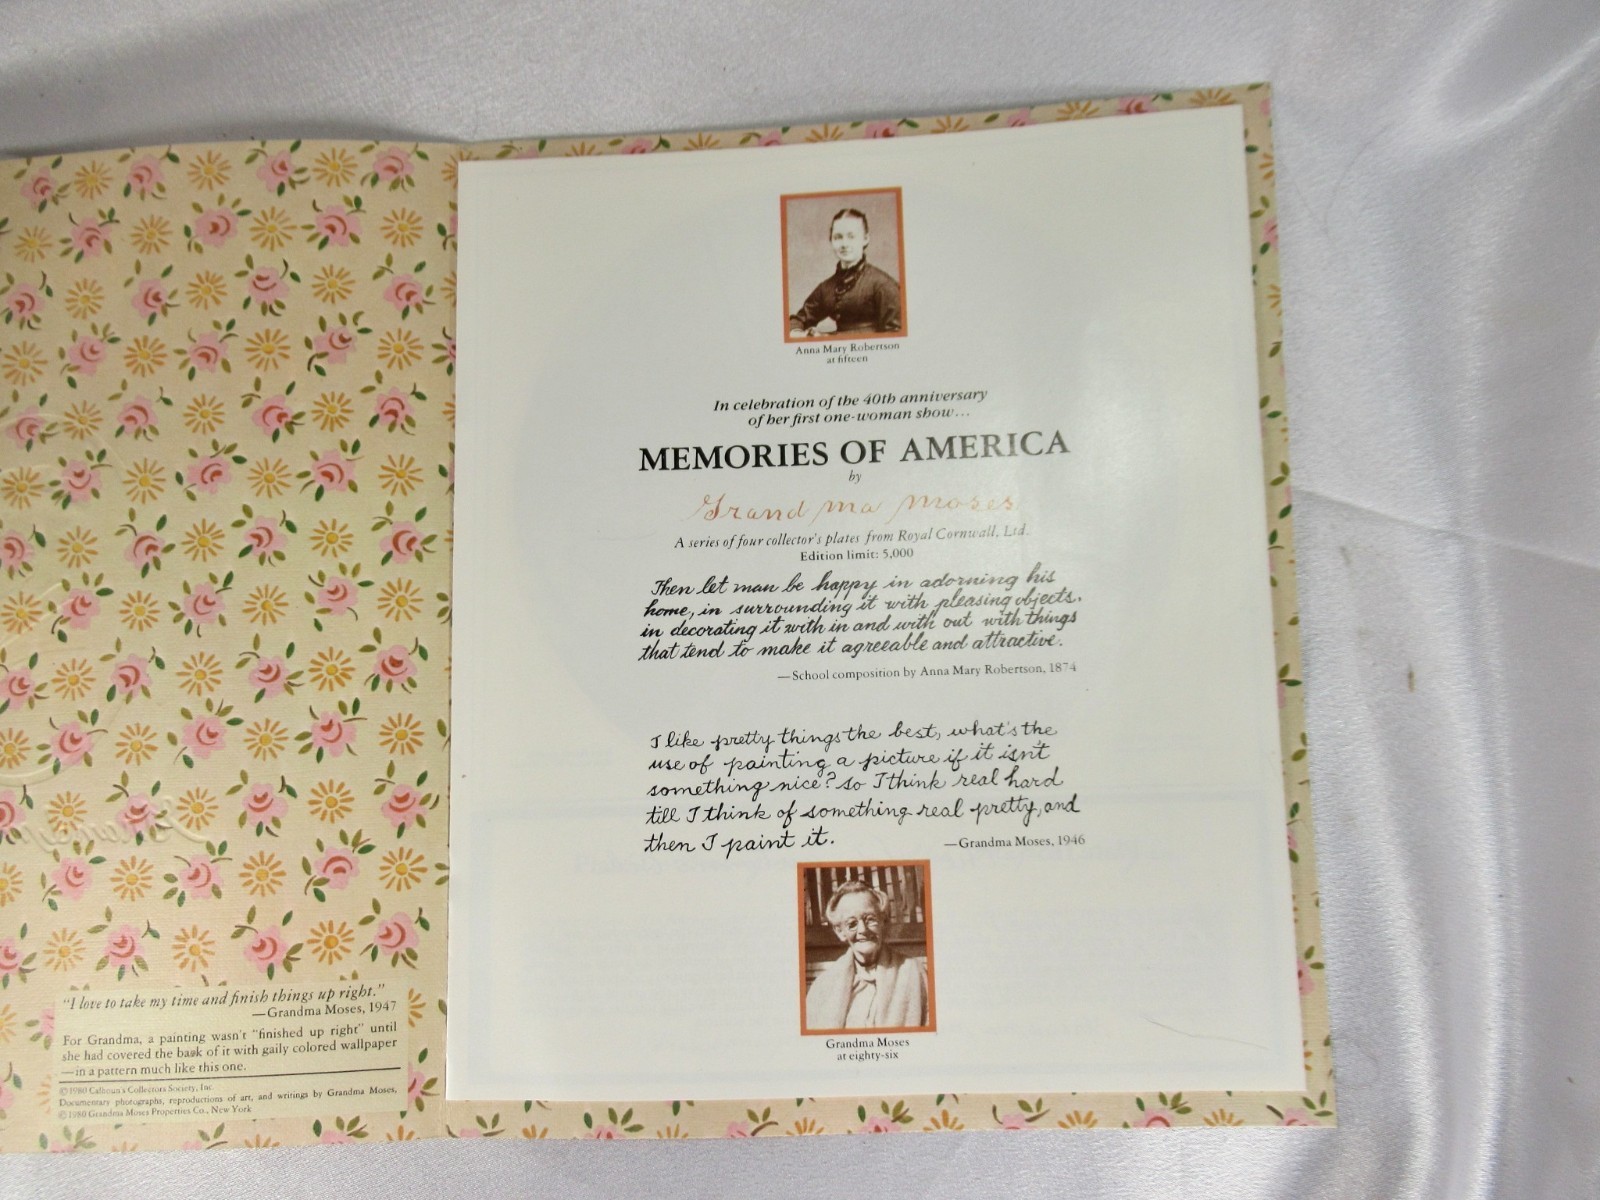 "I love to take my time and finish things up right."
—Grandma Moses, 1947
For Grandma, a painting wasn't "finished up right" until
she had covered the back of it with gaily colored wallpaper
—in a pattern much like this one.
© 1980 Calhoun's Collectors Society, Inc.
Documentary photographs, reproductions of art, and writings by Grandma Moses,
© 1980 Grandma Moses Properties Co., New York
Anna Mary Robertson
at fifteen
In celebration of the 40th anniversary
of her first one-woman show...
MEMORIES OF AMERICA
by
Grandma Moses
A series of four collector's plates from Royal Cornwall, Ltd.
Edition limit: 5,000
Then let man be happy in adorning his
home, in surrounding it with pleasing objects.
in decorating it with in and with out with things
that tend to make it agreeable and attractive.
—School composition by Anna Mary Robertson, 1874
I like pretty things the best, what's the
use of painting a picture if it isn't
something nice? So I think real hard
till I think of something real pretty, and
then I paint it.
—Grandma Moses, 1946
Grandma Moses
at eighty-six